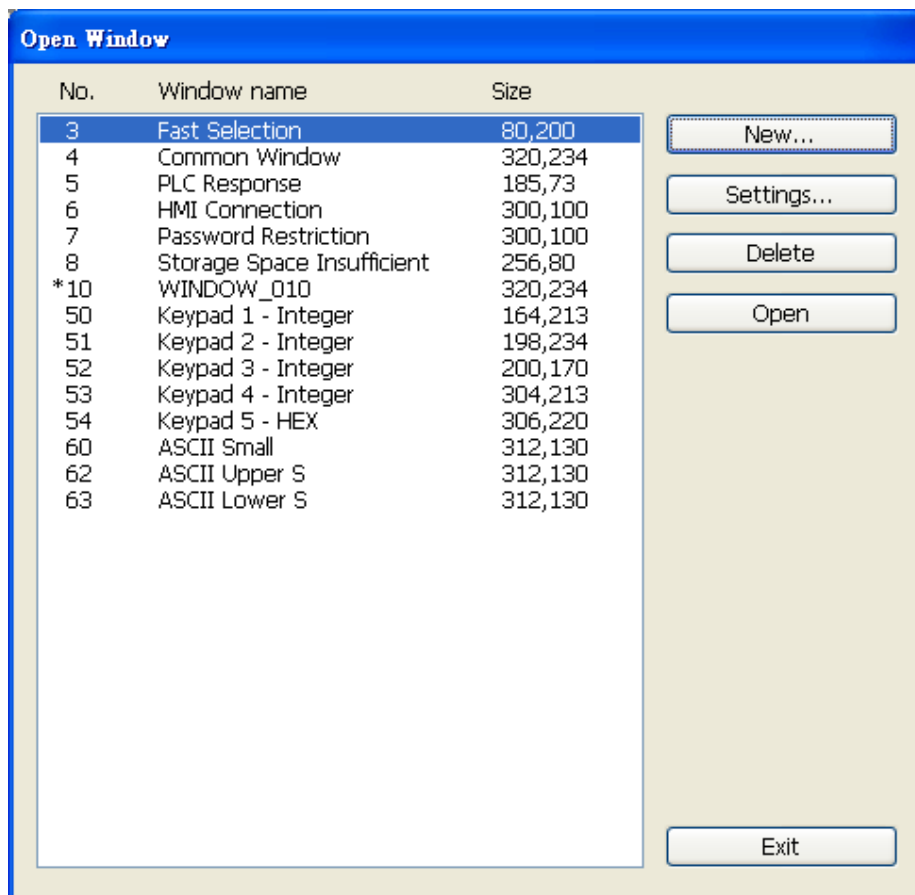 Open Window
No. Window name Size
3 Fast Selection 80,200
4 Common Window 320,234
5 PLC Response 185,73
6 HMI Connection 300,100
7 Password Restriction 300,100
8 Storage Space Insufficient 256,80
*10 WINDOW_010 320,234
50 Keypad 1 - Integer 164,213
51 Keypad 2 - Integer 198,234
52 Keypad 3 - Integer 200,170
53 Keypad 4 - Integer 304,213
54 Keypad 5 - HEX 306,220
60 ASCII Small 312,130
62 ASCII Upper S 312,130
63 ASCII Lower S 312,130
New...
Settings...
Delete
Open
Exit